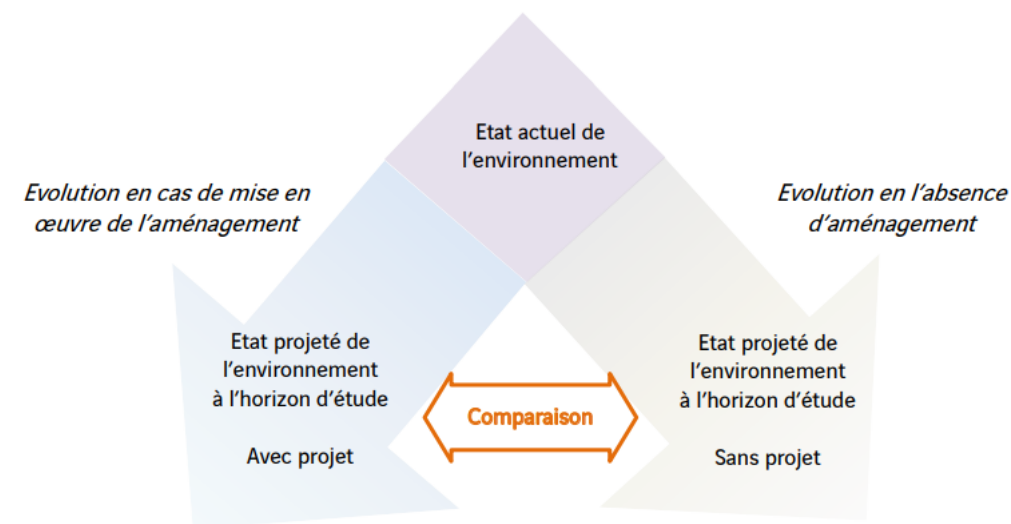 Etat actuel de
l'environnement
Evolution en cas de mise en
œuvre de l'aménagement
Evolution en l'absence
d'aménagement
Etat projeté de
l'environnement
à l'horizon d'étude
Avec projet
Comparaison
Etat projeté de
l'environnement
à l'horizon d'étude
Sans projet